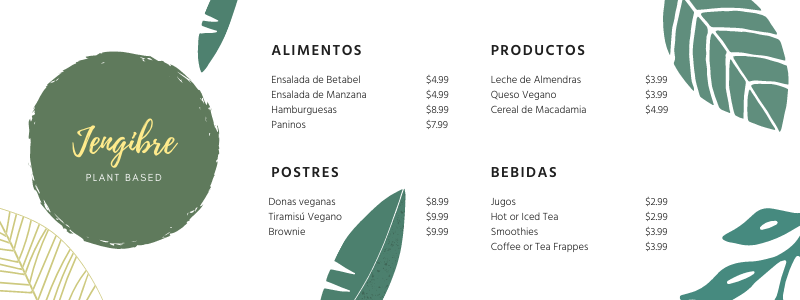 Jengibre
PLANT BASED
ALIMENTOS
Ensalada de Betabel $4.99
Ensalada de Manzana $4.99
Hamburguesas $8.99
Paninos $7.99
PRODUCTOS
Leche de Almendras $3.99
Queso Vegano $3.99
Cereal de Macadamia $4.99
POSTRES
Donas veganas $8.99
Tiramisú Vegano $9.99
Brownie $9.99
BEBIDAS
Jugos $2.99
Hot or Iced Tea $2.99
Smoothies $3.99
Coffee or Tea Frappes $3.99